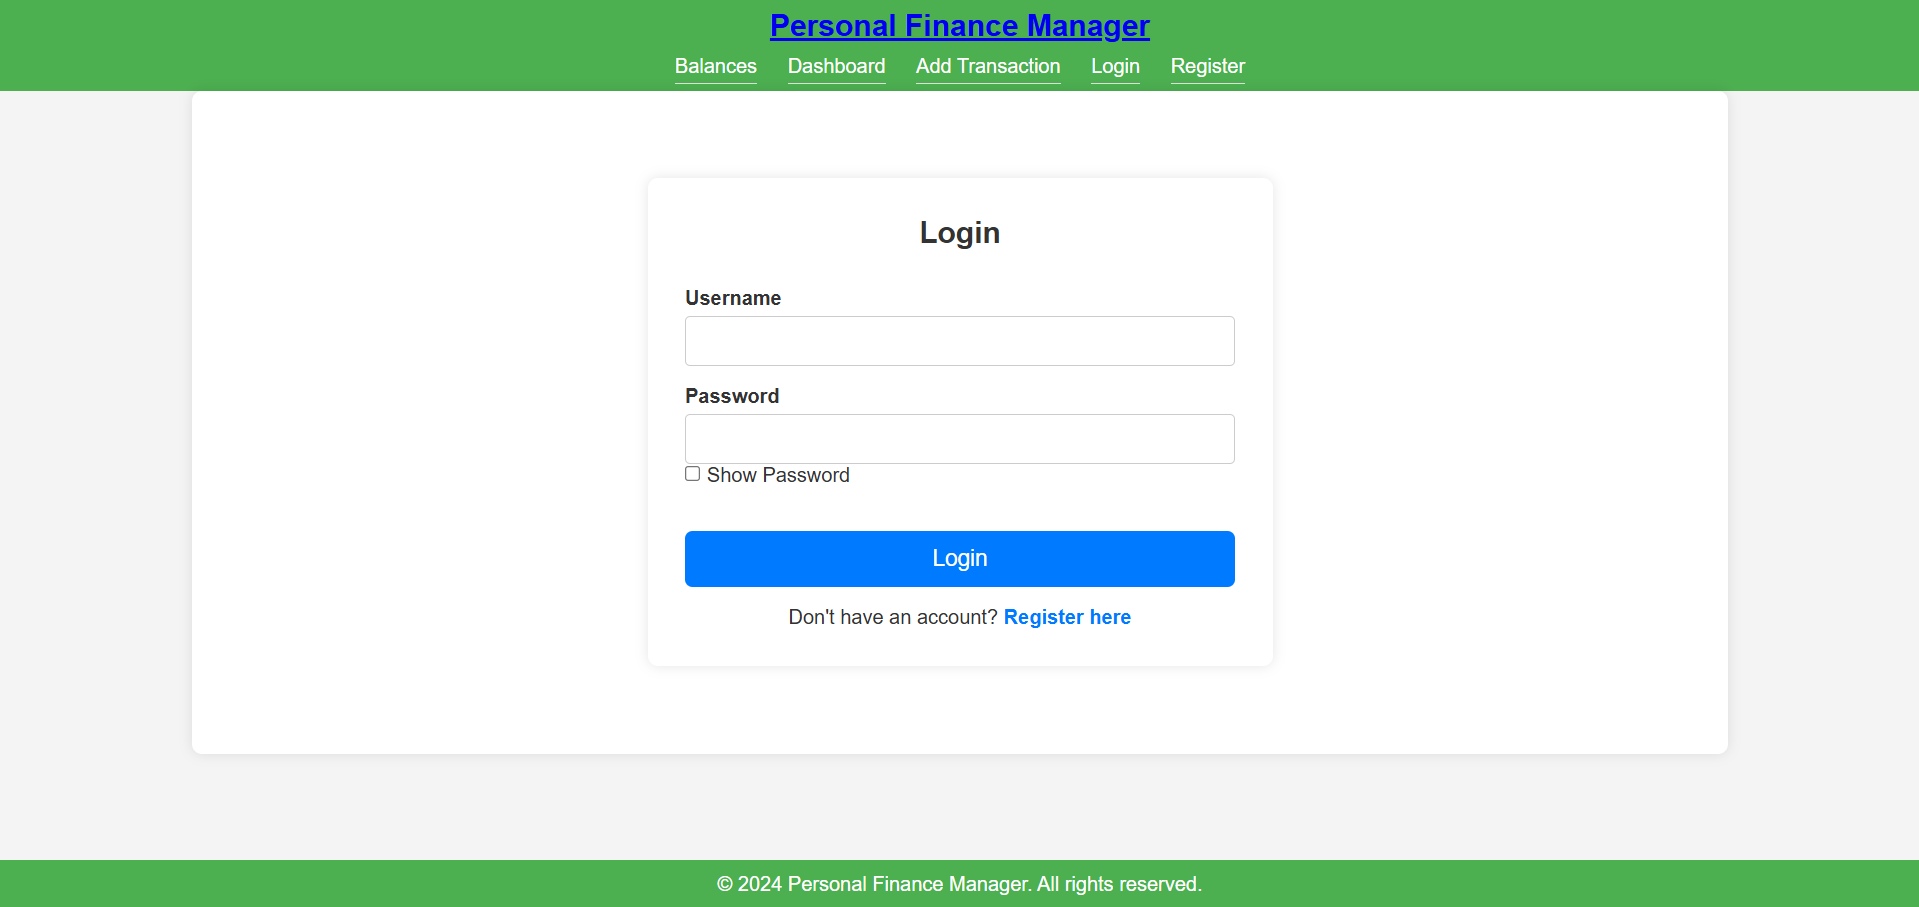 Personal Finance Manager
Balances Dashboard Add Transaction Login Register
Login
Username
Password
Show Password
Login
Don't have an account? Register here
© 2024 Personal Finance Manager. All rights reserved.